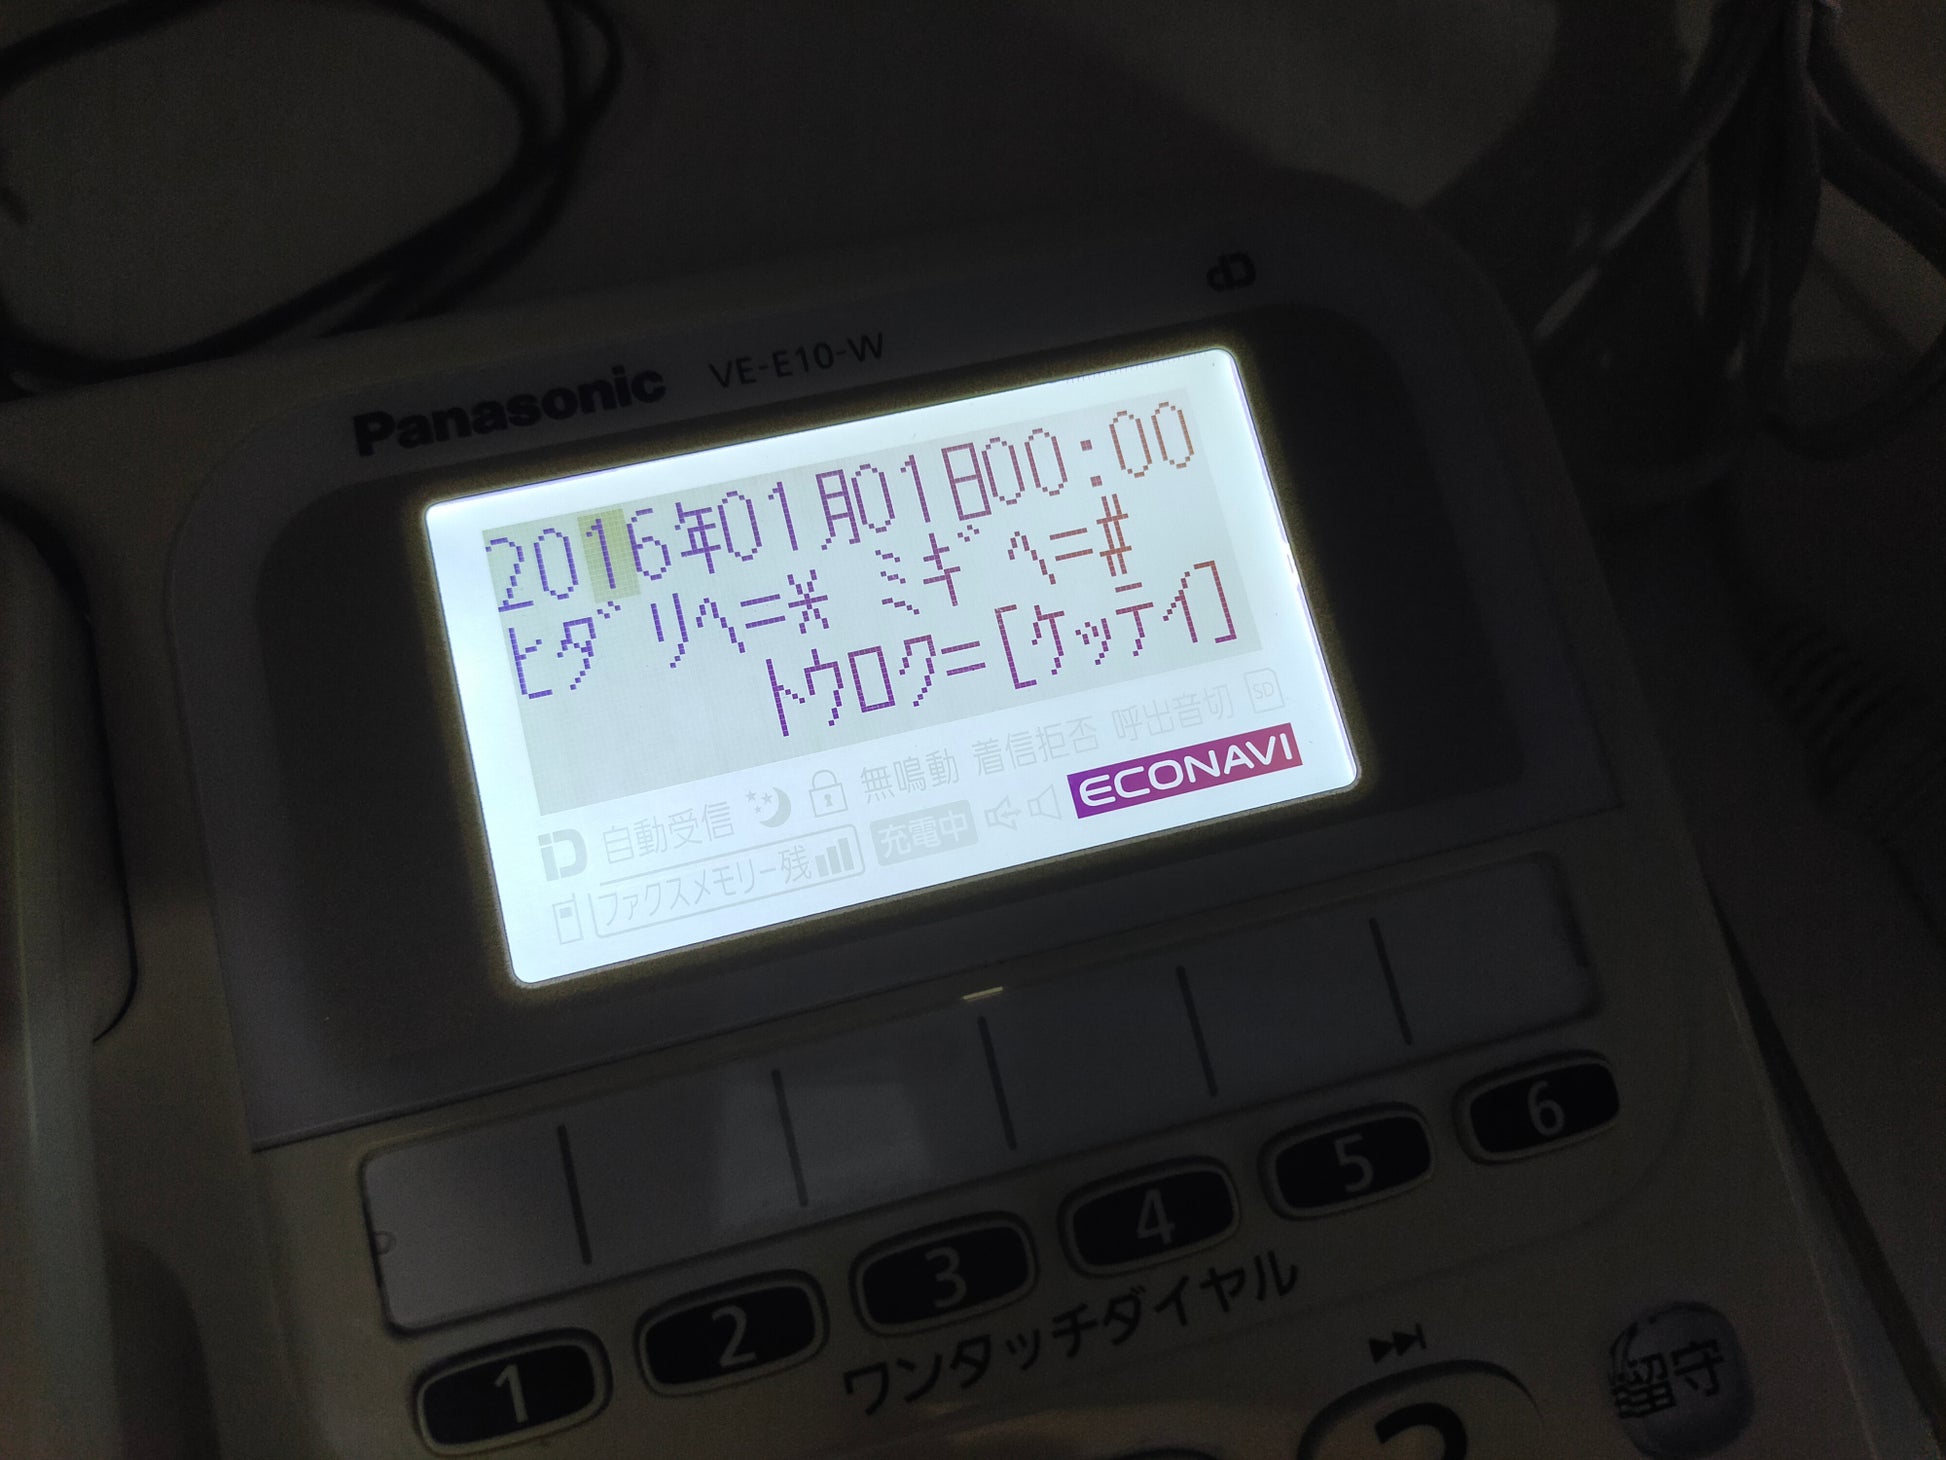 Panasonic VE-E10-W
2016年01月01日00:00
ヒダリヘ=* ミギヘ=#
トウロク=[ケッテイ]
自動受信 無鳴動 着信拒否 呼出音切 SD
ファクスメモリー残 充電中 ECONAVI
1 2 3 4 5 6
ワンタッチダイヤル
留守